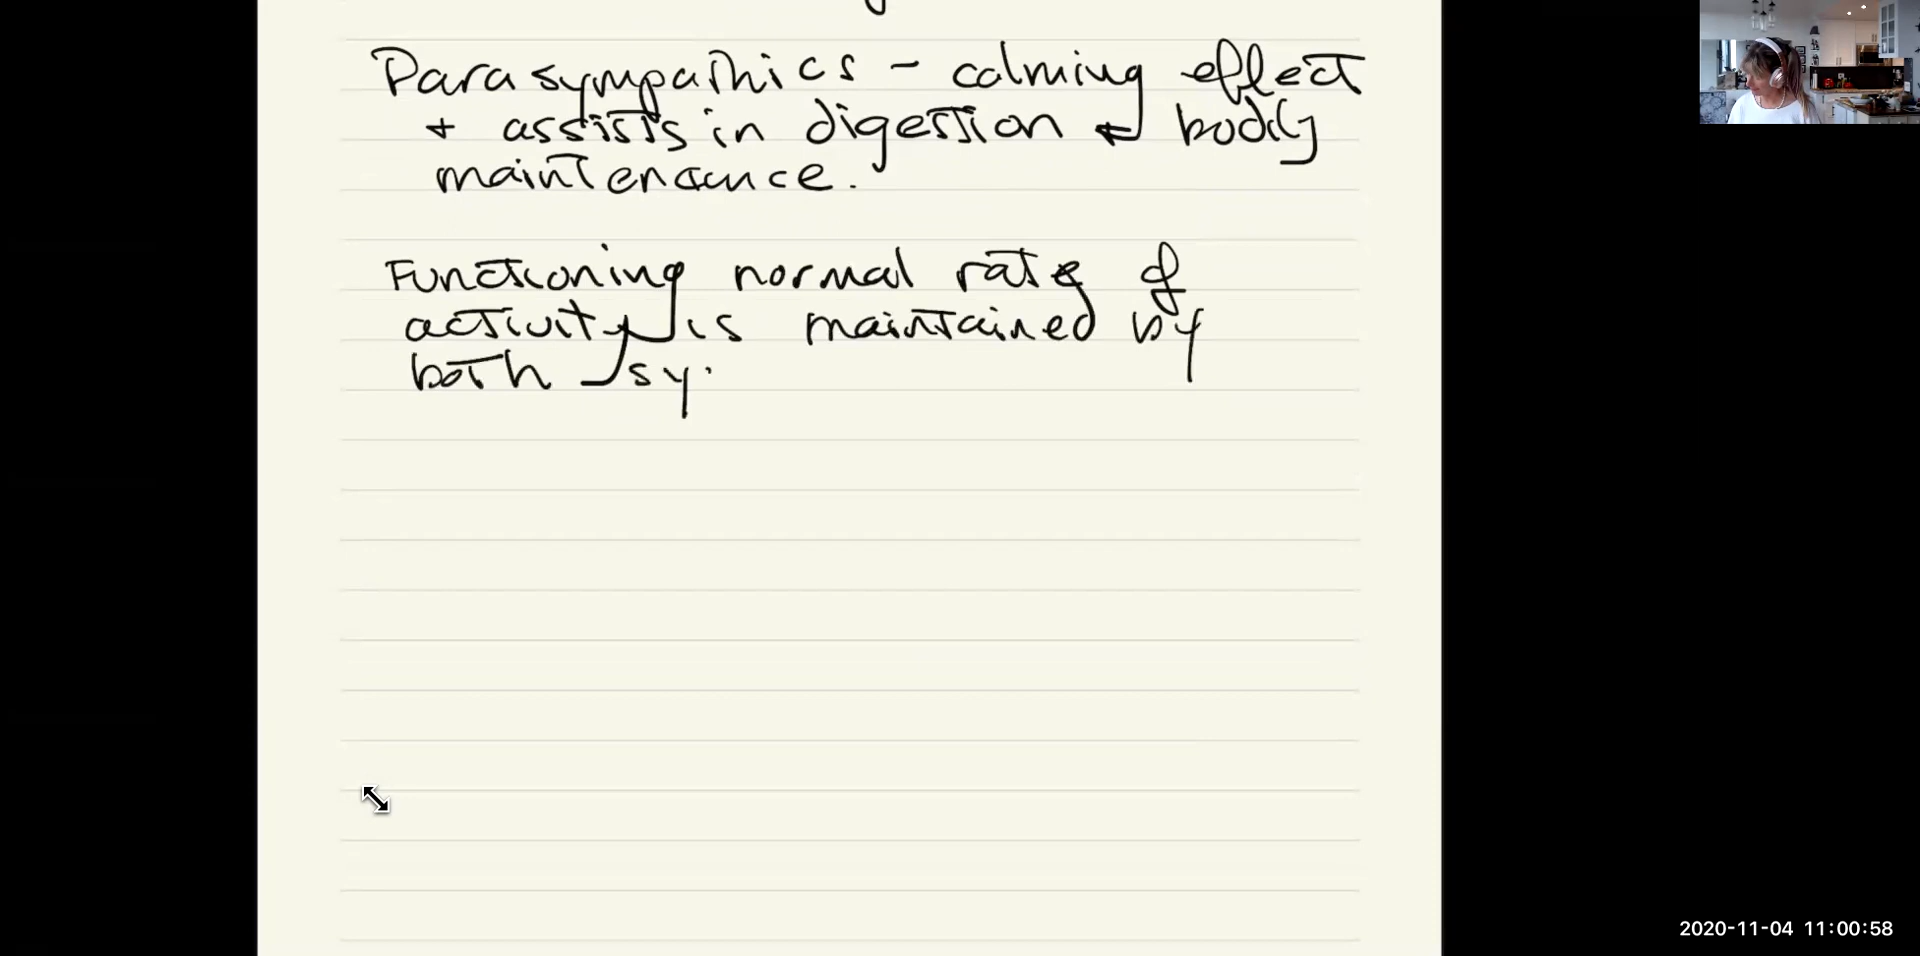 Parasympathics - calming effect
+ assists in digestion + bodily
maintenance.
Functioning normal rate of
activity is maintained by
both sy.
2020-11-04 11:00:58